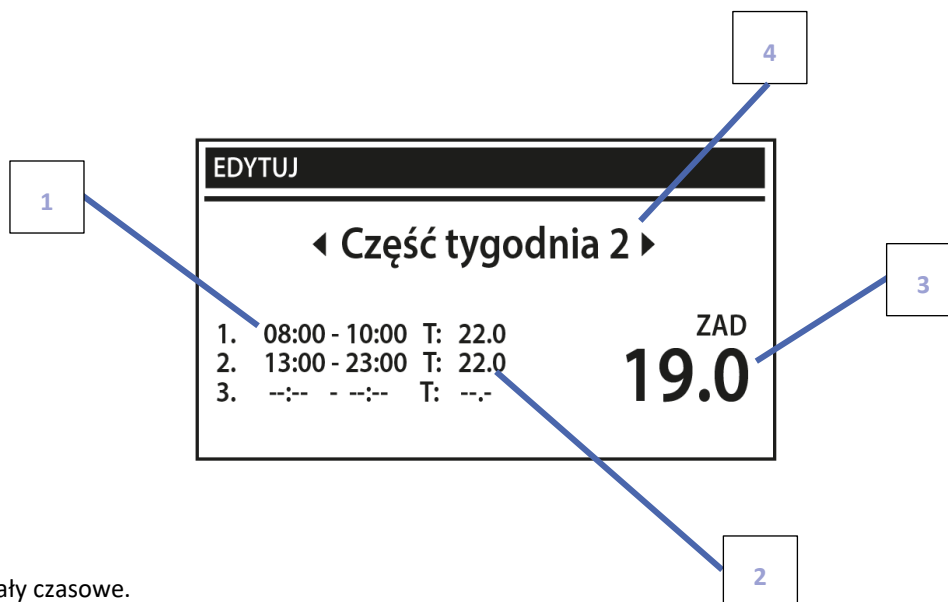 4
EDYTUJ
1
Część tygodnia 2
3
ZAD
19.0
1. 08:00 - 10:00 T: 22.0
2. 13:00 - 23:00 T: 22.0
3. --:-- - --:-- T: --.-
2
ały czasowe.